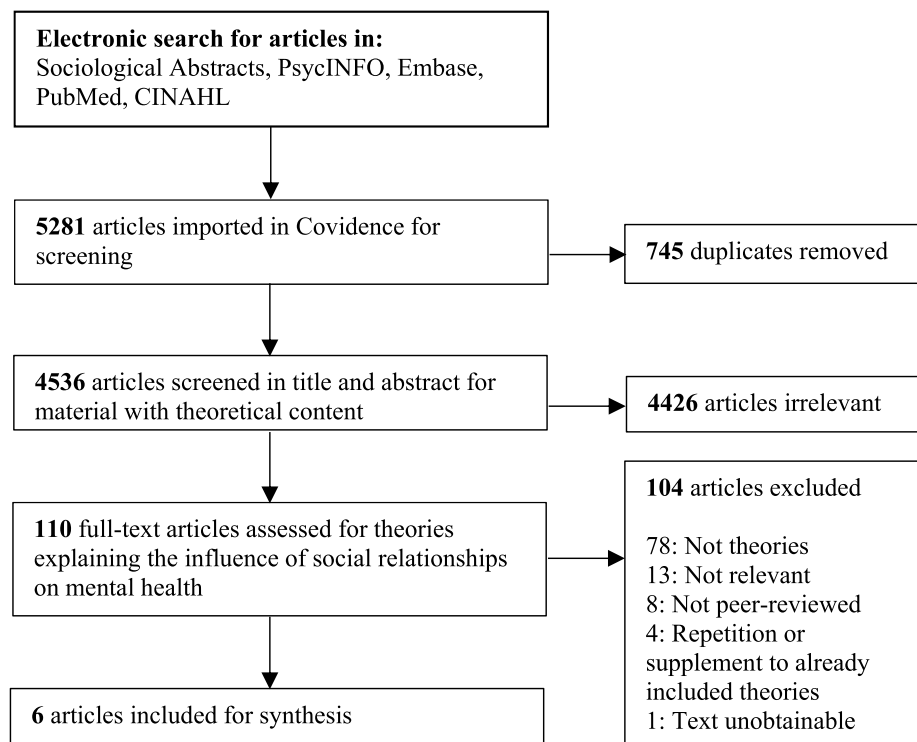 Electronic search for articles in:
Sociological Abstracts, PsycINFO, Embase,
PubMed, CINAHL
5281 articles imported in Covidence for
screening
745 duplicates removed
4536 articles screened in title and abstract for
material with theoretical content
4426 articles irrelevant
110 full-text articles assessed for theories
explaining the influence of social relationships
on mental health
104 articles excluded
78: Not theories
13: Not relevant
8: Not peer-reviewed
4: Repetition or
supplement to already
included theories
1: Text unobtainable
6 articles included for synthesis